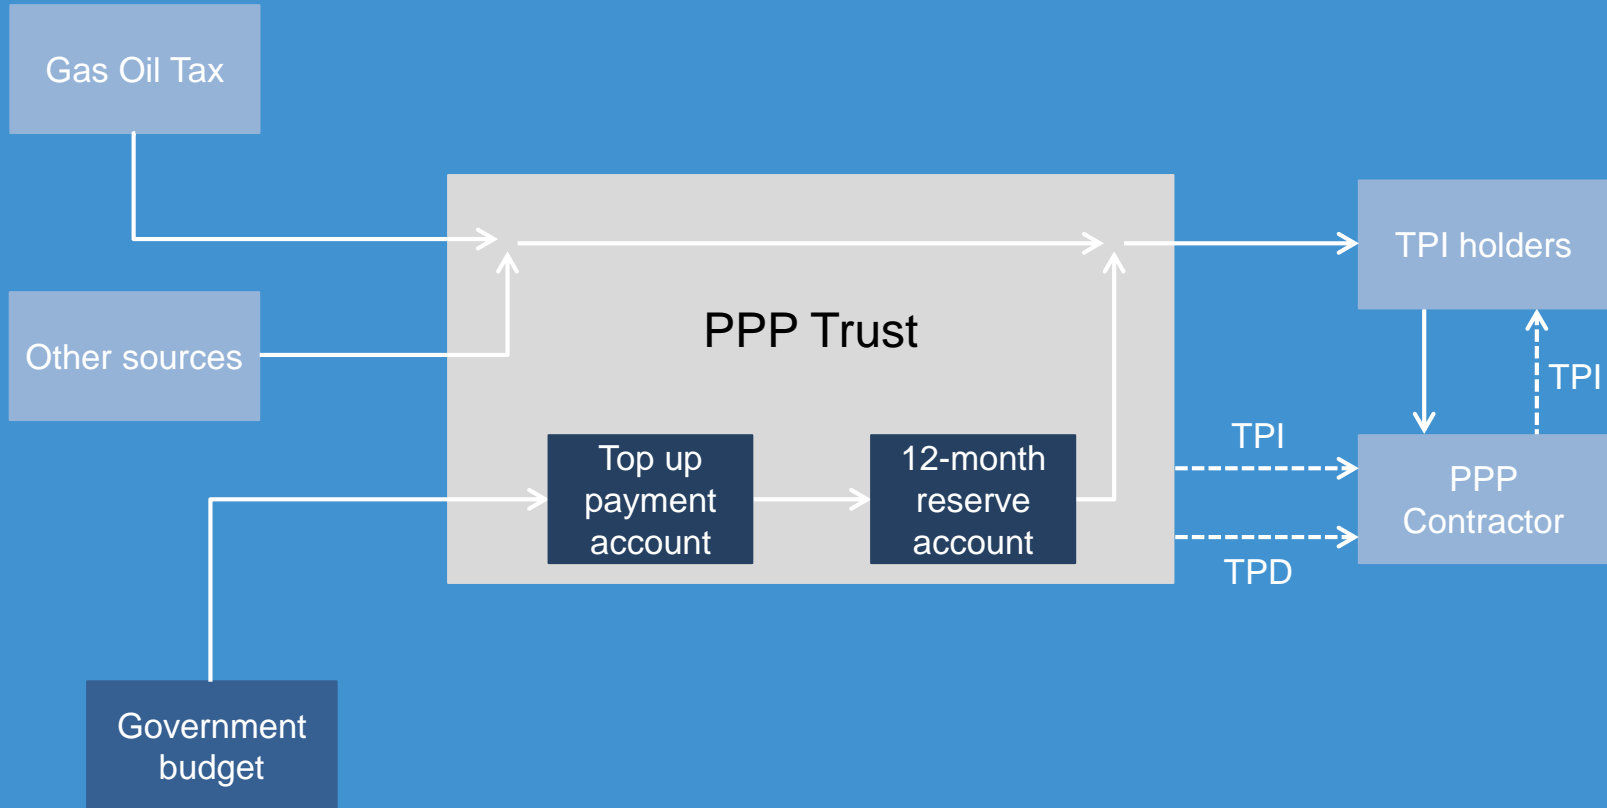 Gas Oil Tax
TPI holders
PPP Trust
Other sources
TPI
TPI
Top up
payment
account
12-month
reserve
account
PPP
Contractor
TPD
Government
budget